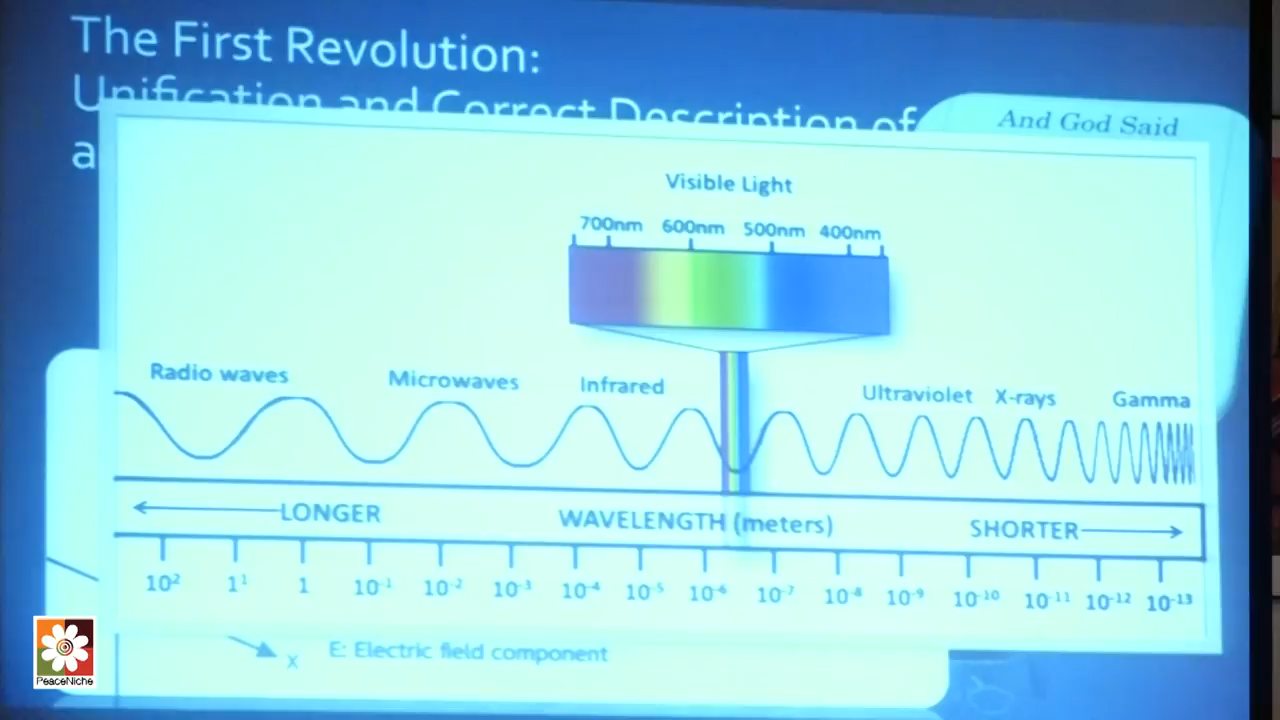 The First Revolution:
Unification and Correct Description of
a
And God Said
Visible Light
700nm 600nm 500nm 400nm
Radio waves Microwaves Infrared Ultraviolet X-rays Gamma
LONGER WAVELENGTH (meters) SHORTER
10² 1¹ 1 10⁻¹ 10⁻² 10⁻³ 10⁻⁴ 10⁻⁵ 10⁻⁶ 10⁻⁷ 10⁻⁸ 10⁻⁹ 10⁻¹⁰ 10⁻¹¹ 10⁻¹² 10⁻¹³
X E: Electric field component
PeaceNiche